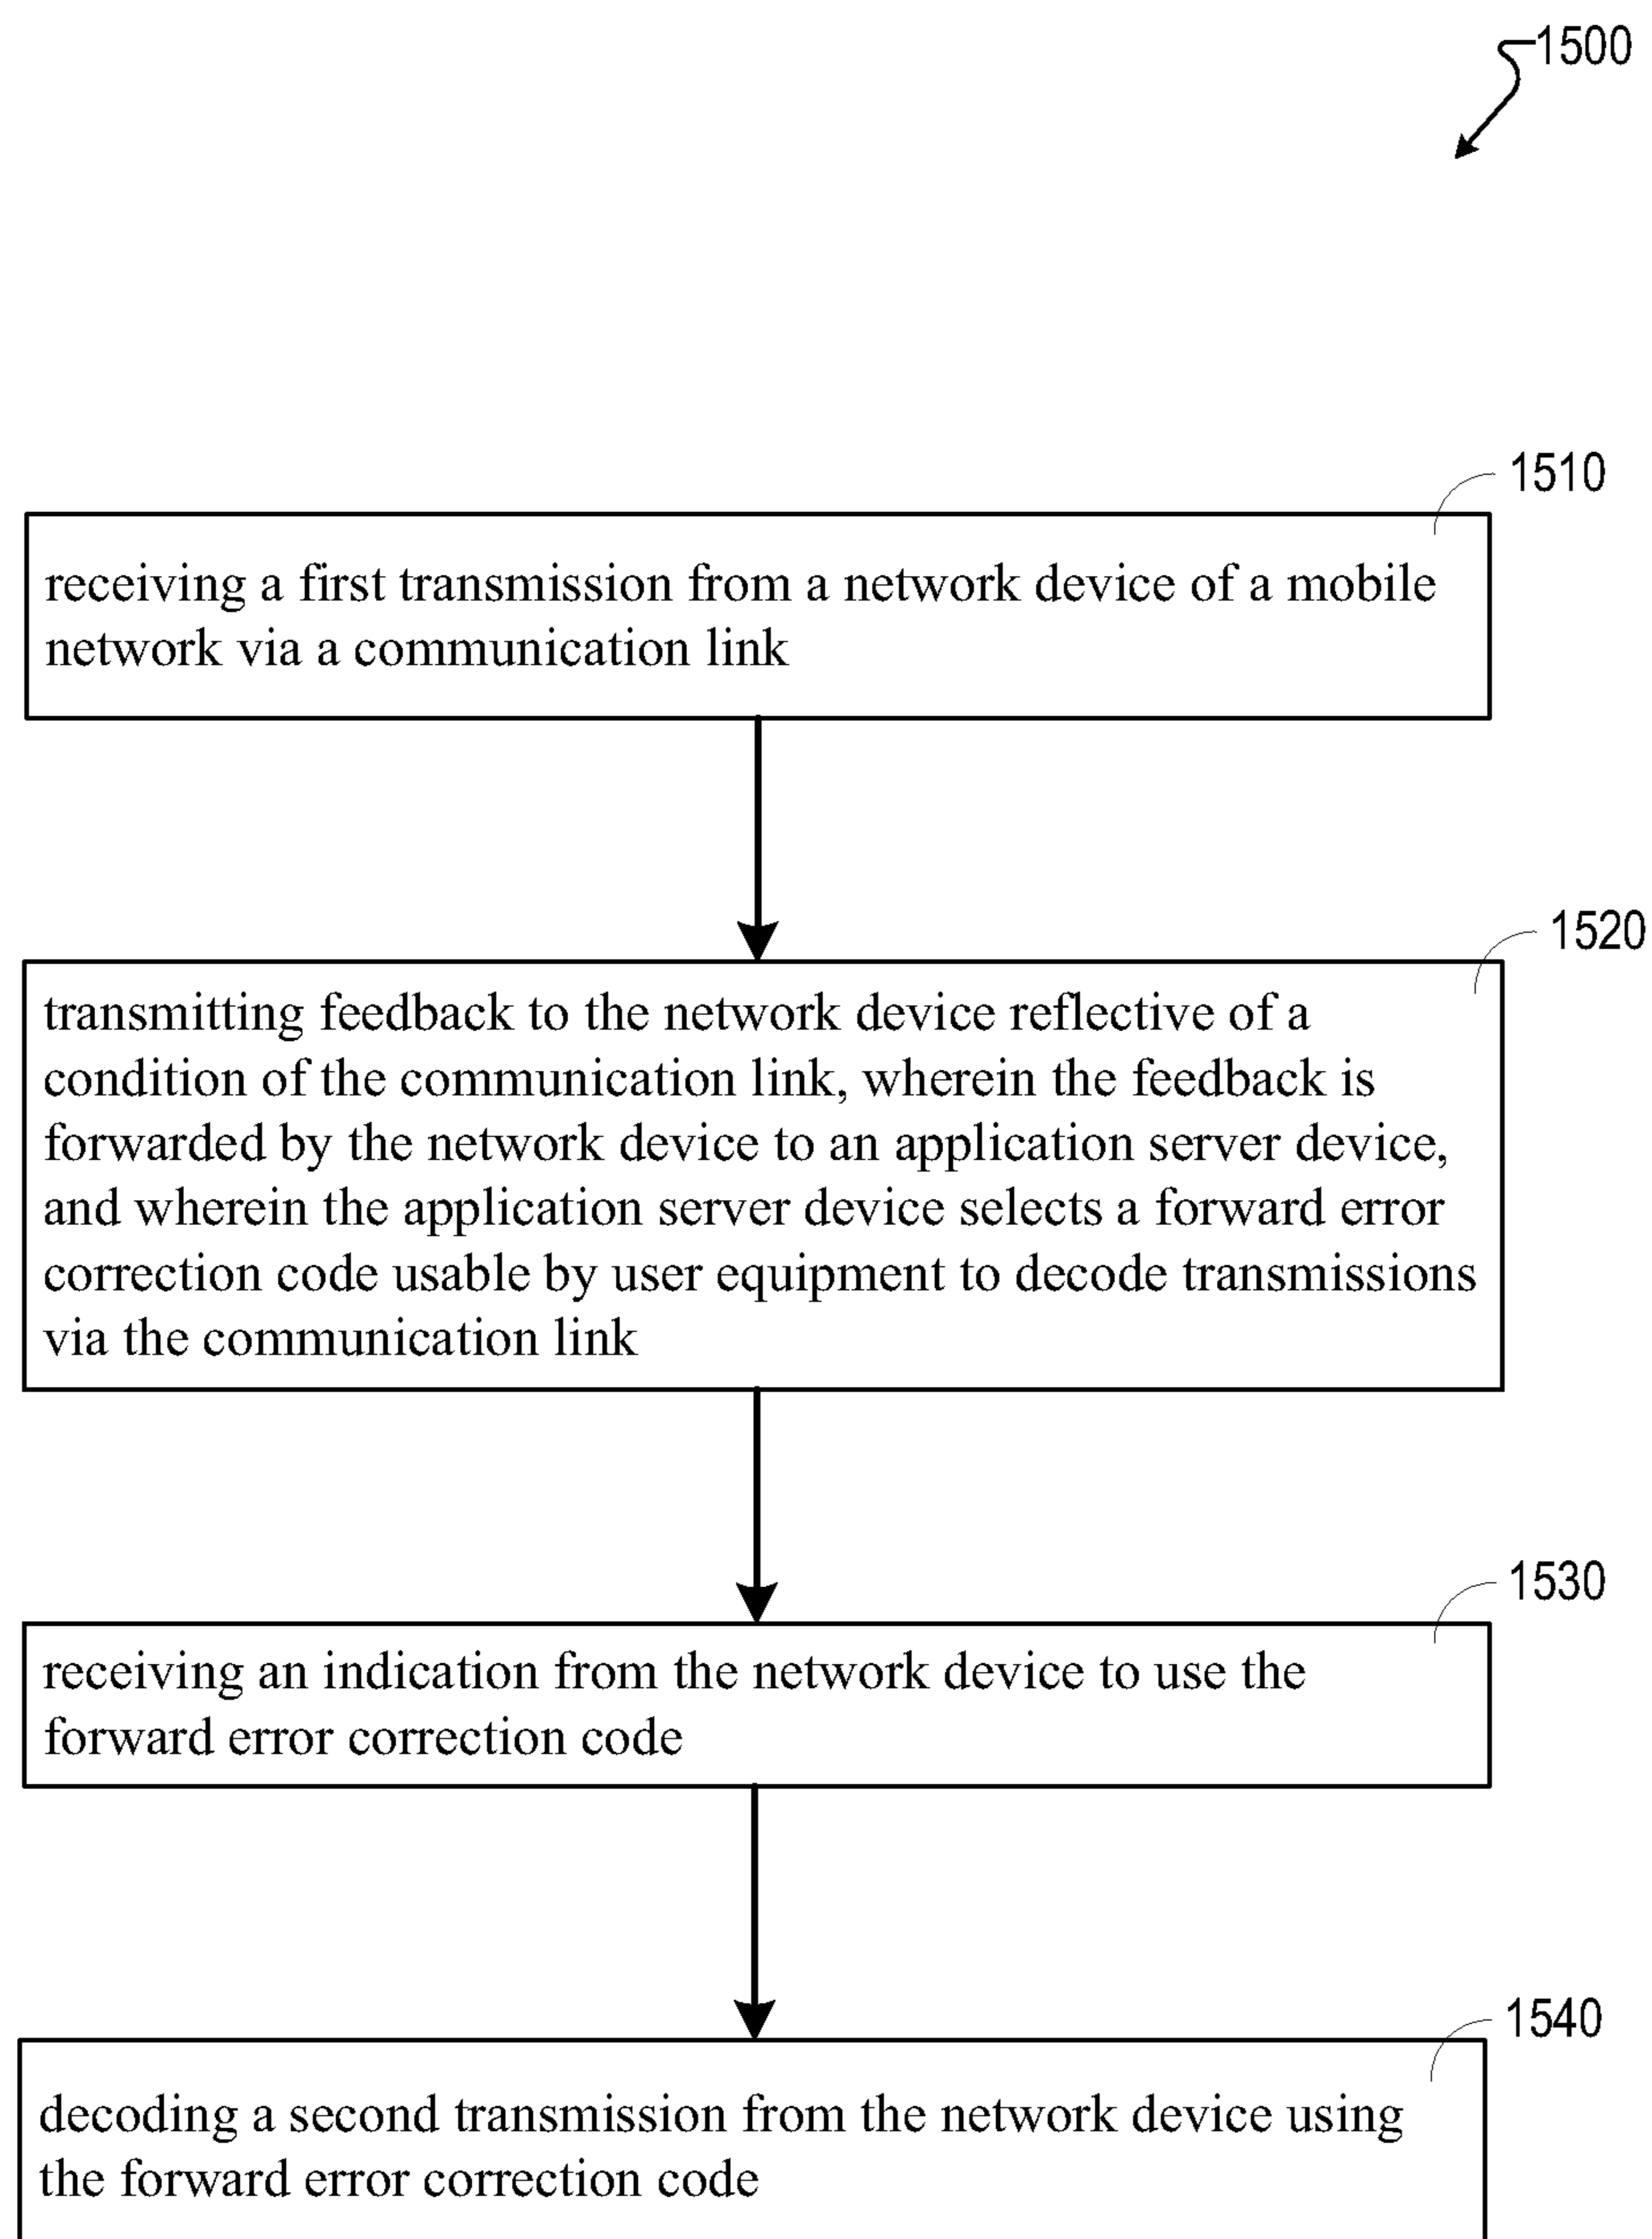 1500
1510
receiving a first transmission from a network device of a mobile
network via a communication link
1520
transmitting feedback to the network device reflective of a
condition of the communication link, wherein the feedback is
forwarded by the network device to an application server device,
and wherein the application server device selects a forward error
correction code usable by user equipment to decode transmissions
via the communication link
1530
receiving an indication from the network device to use the
forward error correction code
1540
decoding a second transmission from the network device using
the forward error correction code